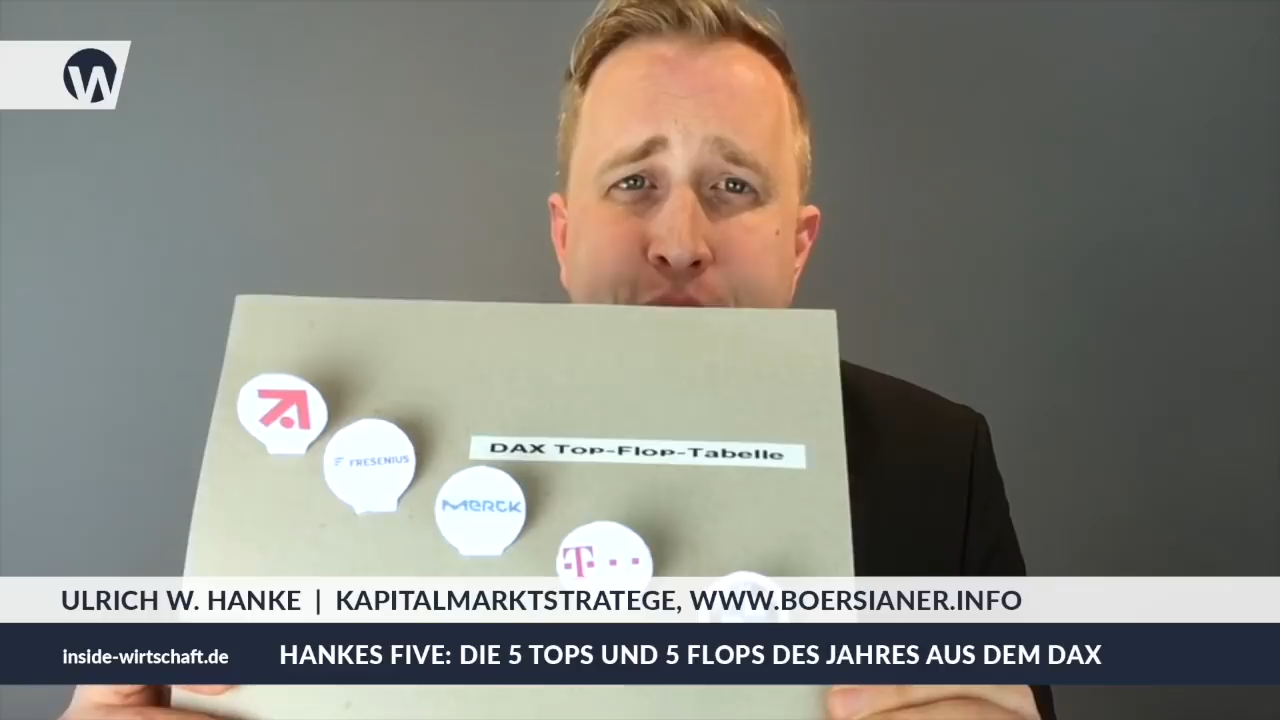 W
FRESENIUS
DAX Top-Flop-Tabelle
MERCK
T
ULRICH W. HANKE | KAPITALMARKTSTRATEGE, WWW.BOERSIANER.INFO
inside-wirtschaft.de
HANKES FIVE: DIE 5 TOPS UND 5 FLOPS DES JAHRES AUS DEM DAX